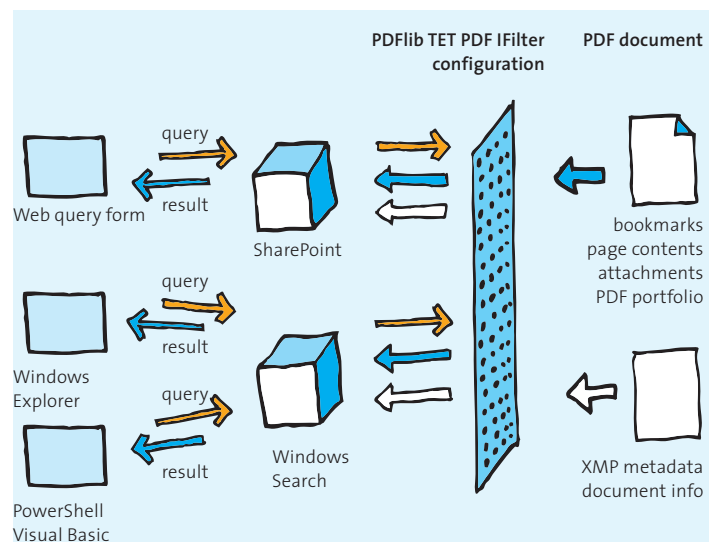 PDFlib TET PDF IFilter
configuration
PDF document
query
result
Web query form
SharePoint
bookmarks
page contents
attachments
PDF portfolio
query
result
Windows
Explorer
query
result
Windows
Search
PowerShell
Visual Basic
XMP metadata
document info